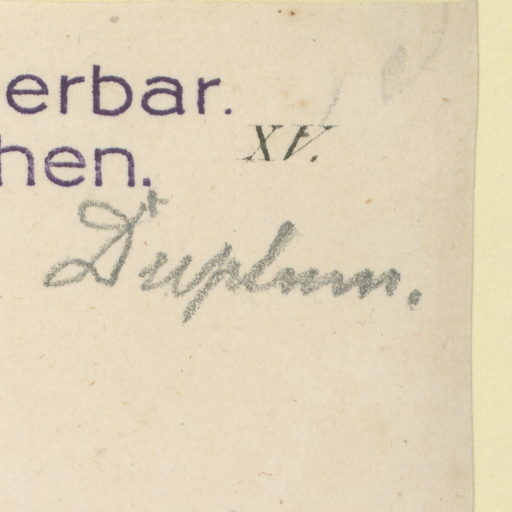 erbar.
hen.
XV.
Duplum.